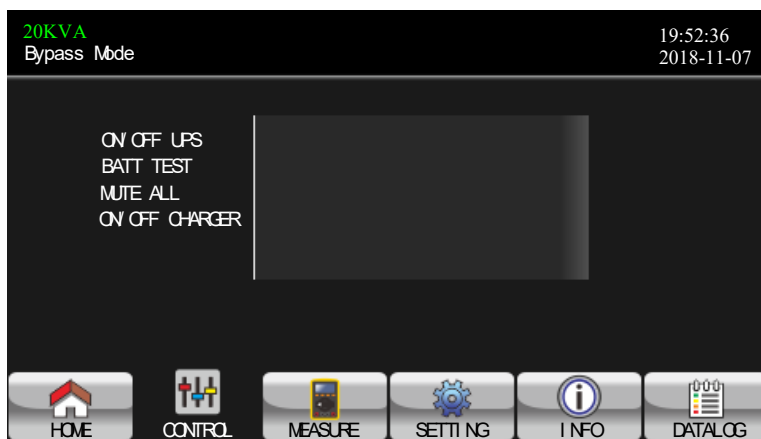 20KVA
Bypass Mode
19:52:36
2018-11-07
ON/OFF UPS
BATT TEST
MUTE ALL
ON/OFF CHARGER
HOME
CONTROL
MEASURE
SETTING
INFO
DATALOG